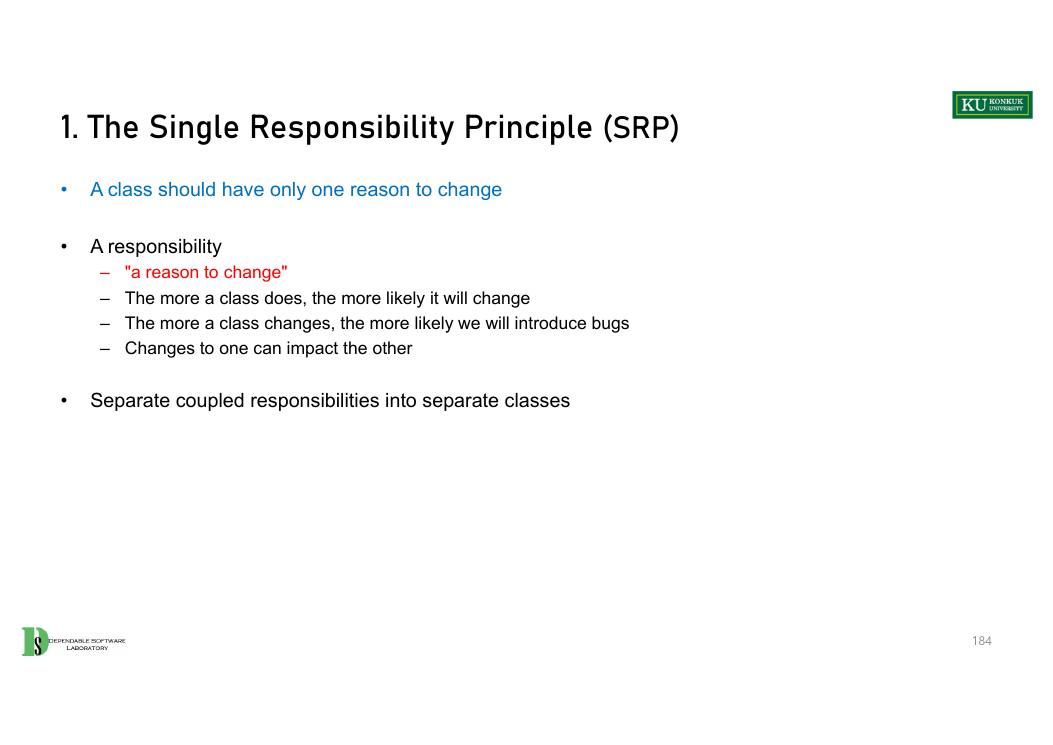 KU KONKUK
UNIVERSITY
1. The Single Responsibility Principle (SRP)
• A class should have only one reason to change
• A responsibility
– "a reason to change"
– The more a class does, the more likely it will change
– The more a class changes, the more likely we will introduce bugs
– Changes to one can impact the other
• Separate coupled responsibilities into separate classes
DS DEPENDABLE SOFTWARE
LABORATORY
184